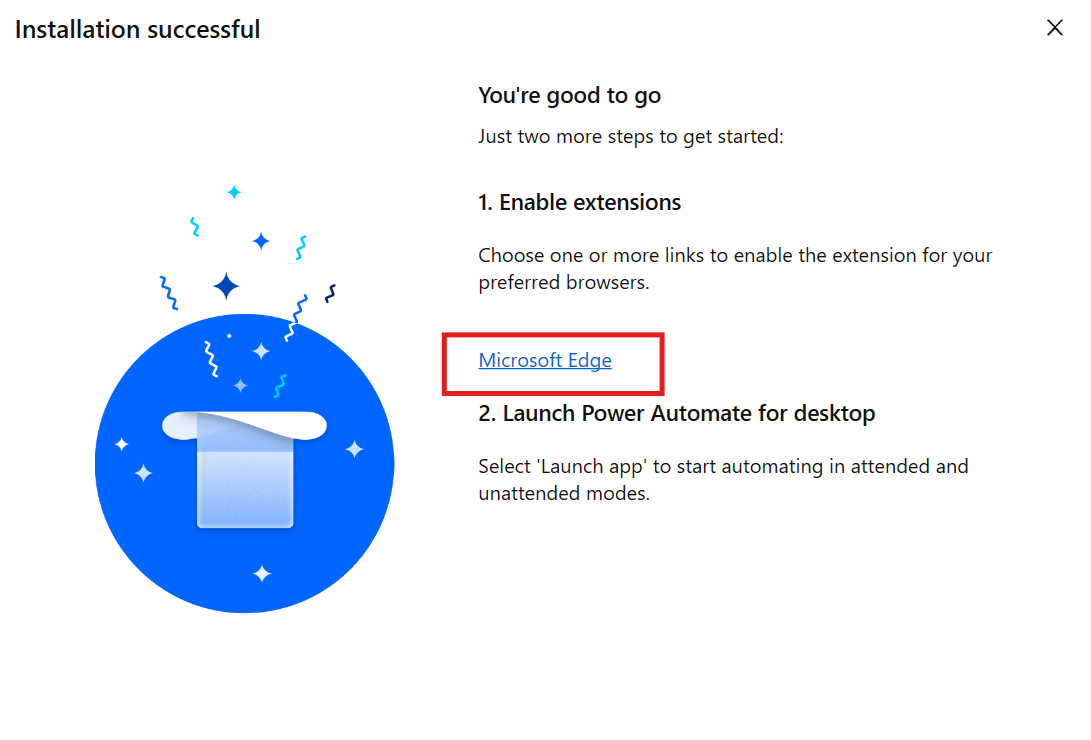 Installation successful
You're good to go
Just two more steps to get started:
1. Enable extensions
Choose one or more links to enable the extension for your
preferred browsers.
Microsoft Edge
2. Launch Power Automate for desktop
Select 'Launch app' to start automating in attended and
unattended modes.